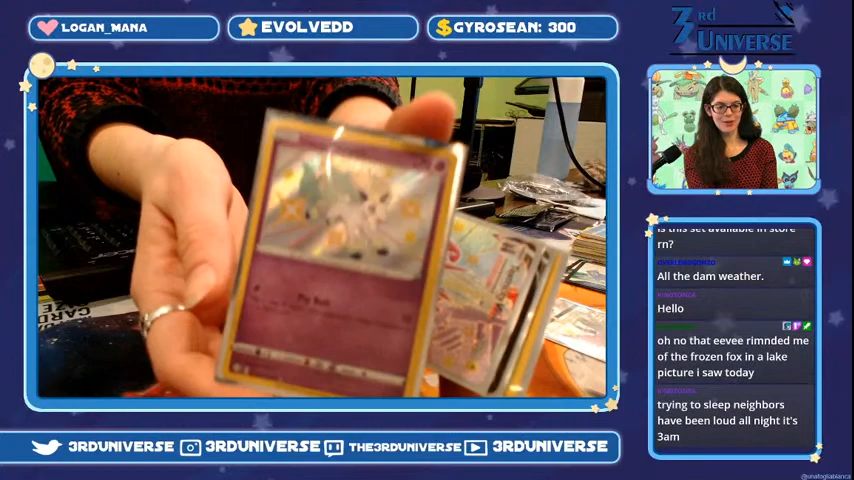 LOGAN_MANA
EVOLVEDD
$ GYROSEAN: 300
3rd
UNIVERSE
is this set available in store
rn?
All the dam weather.
Hello
oh no that eevee rimnded me
of the frozen fox in a lake
picture i saw today
trying to sleep neighbors
have been loud all night it's
3am
3RDUNIVERSE
3RDUNIVERSE
THE3RDUNIVERSE
3RDUNIVERSE
@unafogliabianca